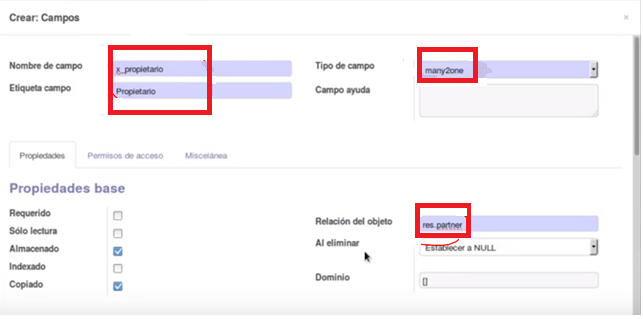 Crear: Campos
×
Nombre de campo x_propietario Tipo de campo many2one
Etiqueta campo Propietario Campo ayuda
Propiedades Permisos de acceso Miscelánea
Propiedades base
Requerido
Relación del objeto res.partner
Sólo lectura
Al eliminar Establecer a NULL
Almacenado
Indexado
Dominio []
Copiado